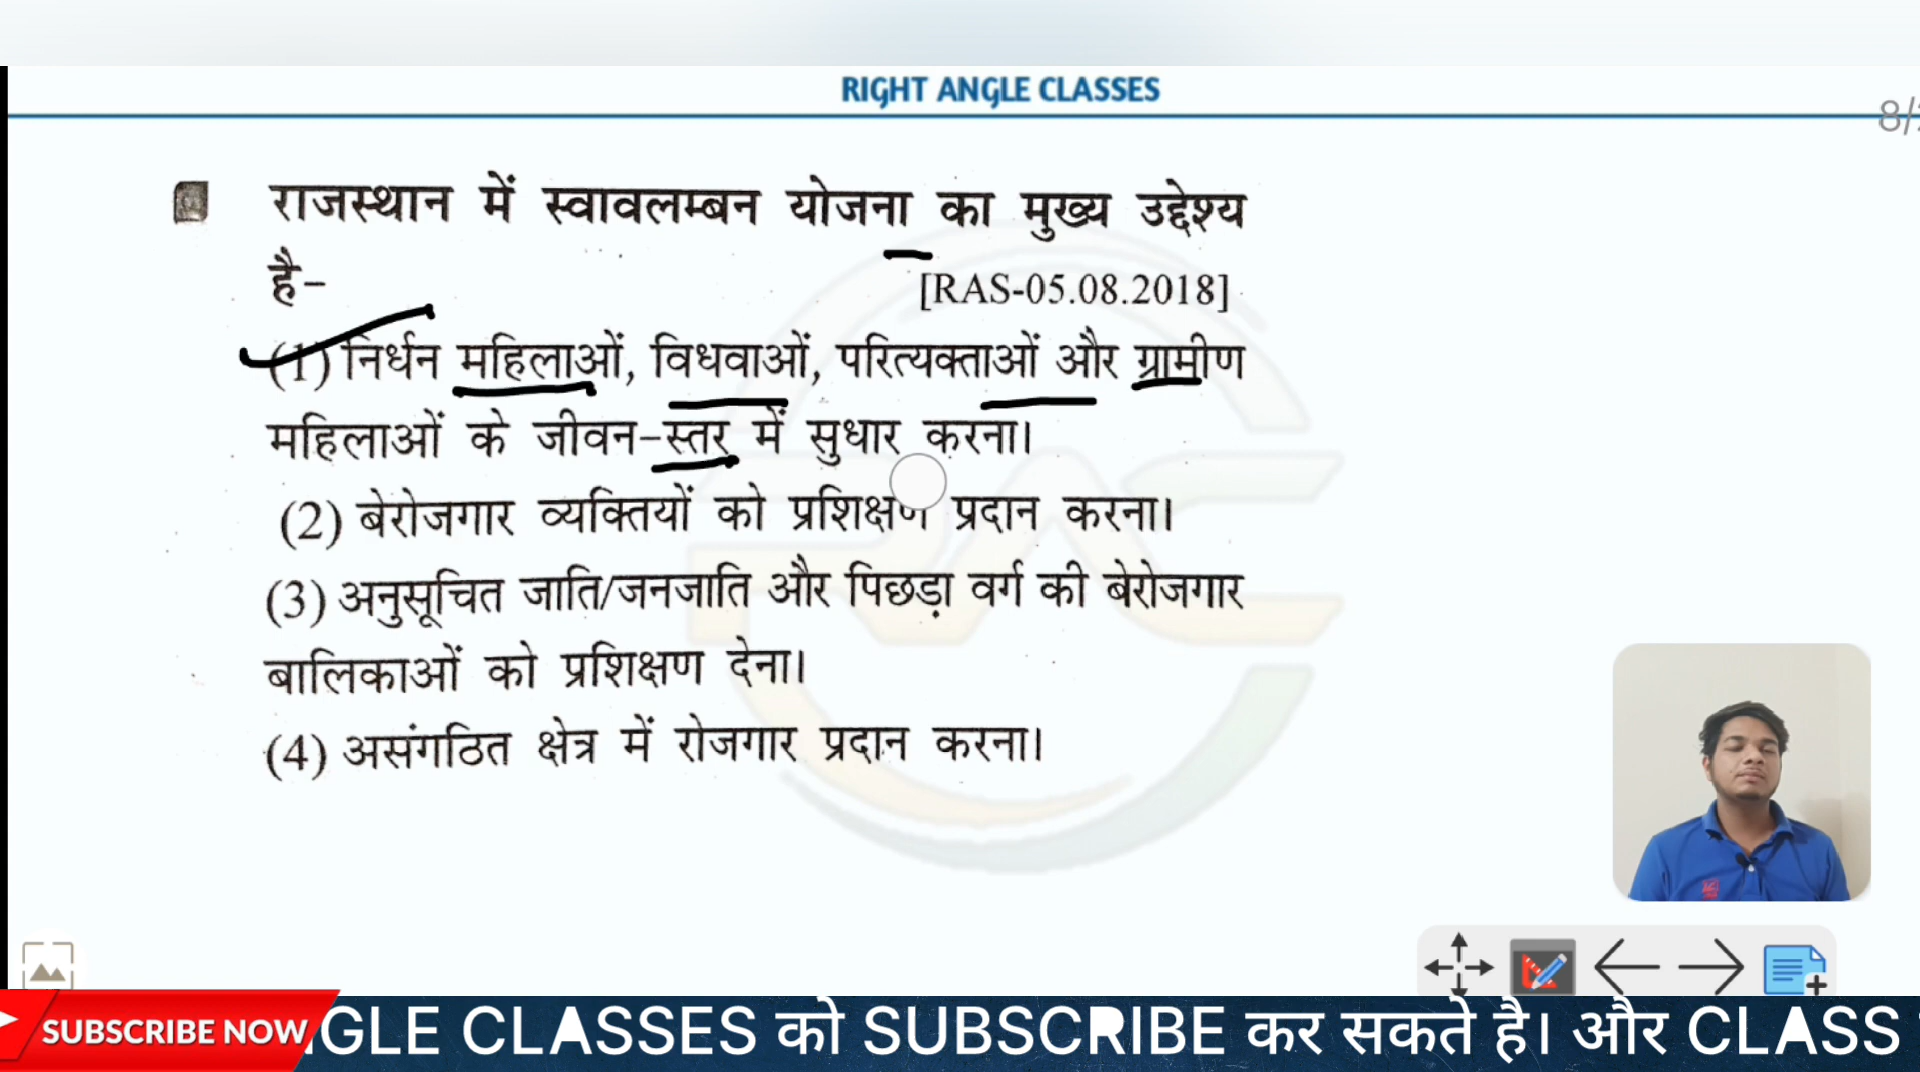 RIGHT ANGLE CLASSES
8/
राजस्थान में स्वावलम्बन योजना का मुख्य उद्देश्य
है-
[RAS-05.08.2018]
(1) निर्धन महिलाओं, विधवाओं, परित्यक्ताओं और ग्रामीण
महिलाओं के जीवन-स्तर में सुधार करना।
(2) बेरोजगार व्यक्तियों को प्रशिक्षण प्रदान करना।
(3) अनुसूचित जाति/जनजाति और पिछड़ा वर्ग की बेरोजगार
बालिकाओं को प्रशिक्षण देना।
(4) असंगठित क्षेत्र में रोजगार प्रदान करना।
SUBSCRIBE NOW
GLE CLASSES को SUBSCRIBE कर सकते है। और CLASS